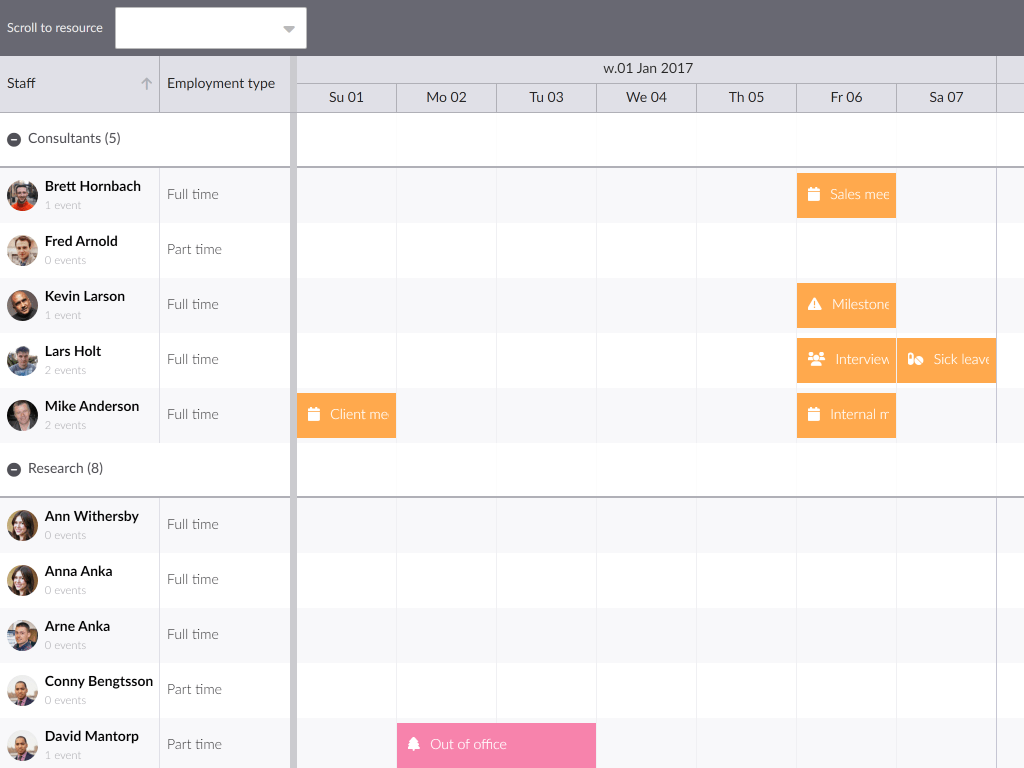 Scroll to resource
Staff
Employment type
w.01 Jan 2017
Su 01
Mo 02
Tu 03
We 04
Th 05
Fr 06
Sa 07
Consultants (5)
Brett Hornbach
1 event
Full time
Sales mee
Fred Arnold
0 events
Part time
Kevin Larson
1 event
Full time
Milestone
Lars Holt
2 events
Full time
Interview
Sick leave
Mike Anderson
2 events
Full time
Client me
Internal m
Research (8)
Ann Withersby
0 events
Full time
Anna Anka
0 events
Full time
Arne Anka
0 events
Full time
Conny Bengtsson
0 events
Part time
David Mantorp
1 event
Part time
Out of office